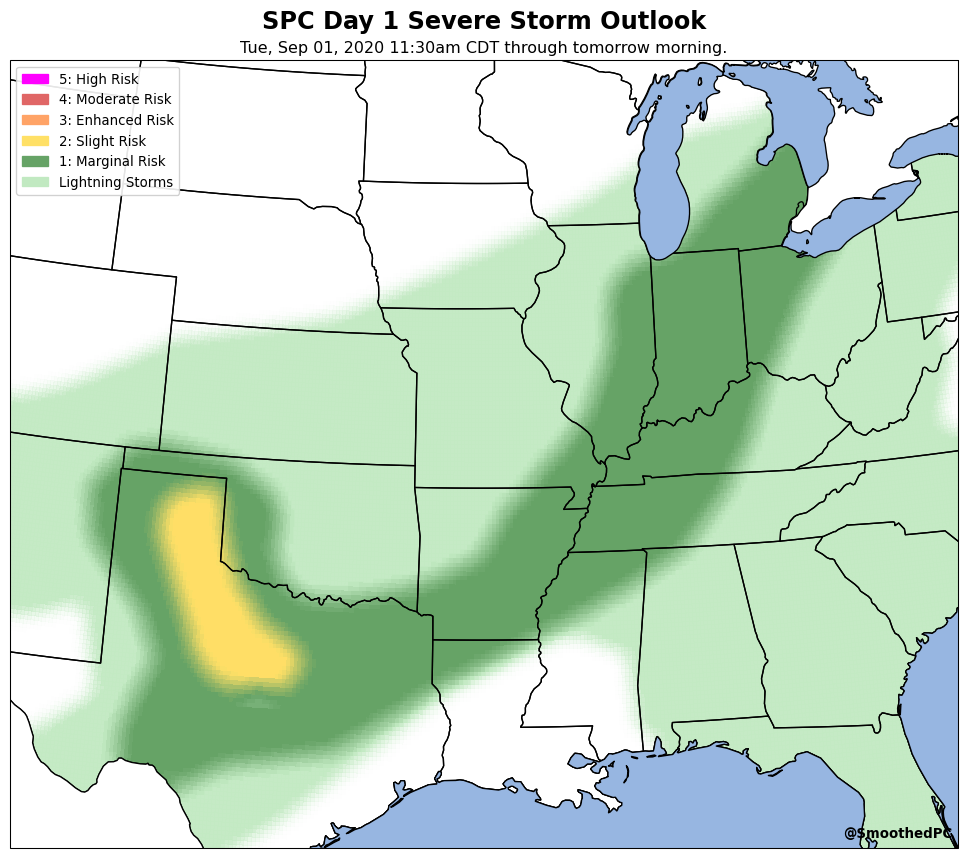 SPC Day 1 Severe Storm Outlook
Tue, Sep 01, 2020 11:30am CDT through tomorrow morning.
5: High Risk
4: Moderate Risk
3: Enhanced Risk
2: Slight Risk
1: Marginal Risk
Lightning Storms
@SmoothedPC